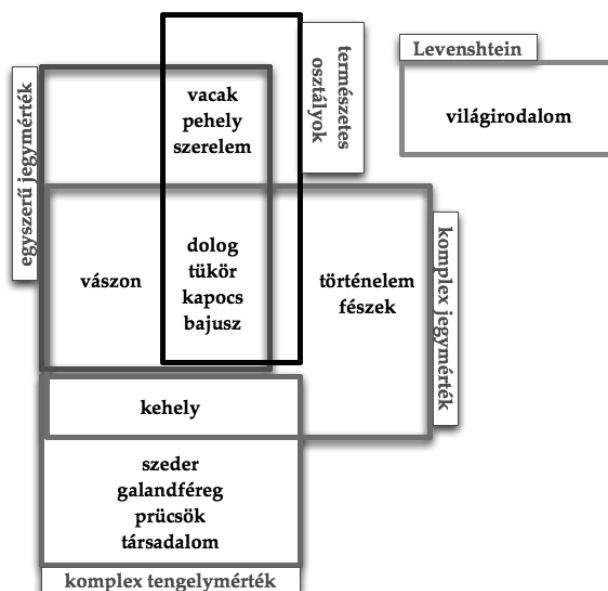 természetes
osztályok
Levenshtein
világirodalom
egyszerű jegymérték
vacak
pehely
szerelem
vászon
dolog
tükör
kapocs
bajusz
történelem
fészek
komplex jegymérték
kehely
szeder
galandféreg
prücsök
társadalom
komplex tengelymérték